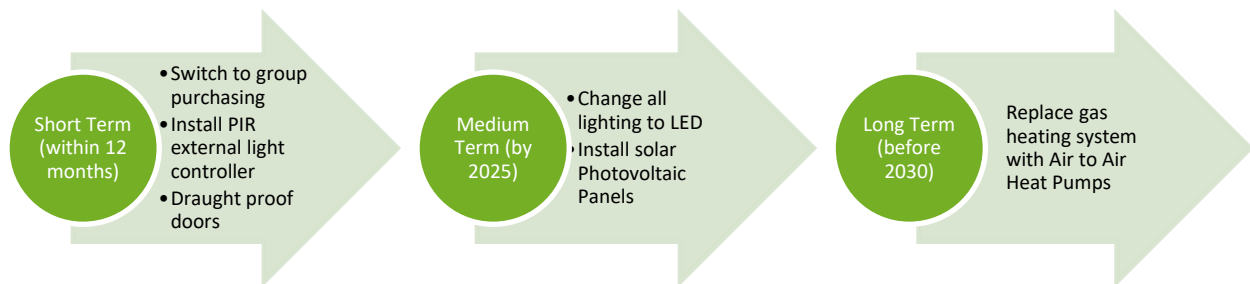 Short Term
(within 12
months)
•Switch to group
purchasing
•Install PIR
external light
controller
•Draught proof
doors
Medium
Term (by
2025)
•Change all
lighting to LED
•Install solar
Photovoltaic
Panels
Long Term
(before
2030)
Replace gas
heating system
with Air to Air
Heat Pumps